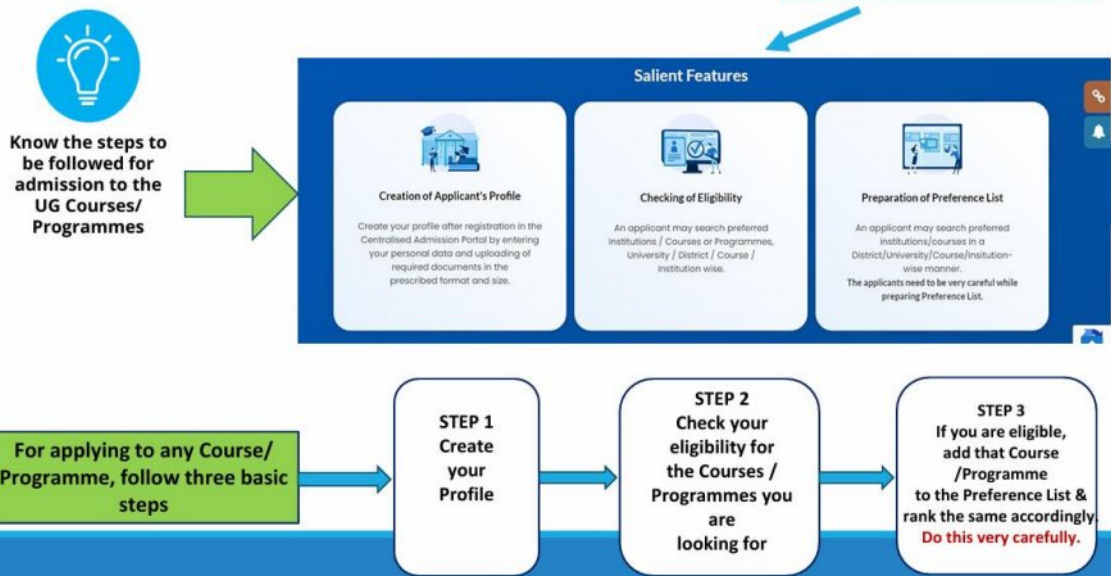 Know the steps to
be followed for
admission to the
UG Courses/
Programmes
Salient Features
Creation of Applicant's Profile
Create your profile after registration in the
Centralised Admission Portal by entering
your personal data and uploading of
required documents in the
prescribed format and size.
Checking of Eligibility
An applicant may search preferred
Institutions / Courses or Programmes,
University / District / Course /
Institution wise.
Preparation of Preference List
An applicant may search preferred
institutions/courses in a
District/University/Course/Insitution-
wise manner.
The applicants need to be very careful while
preparing Preference List.
For applying to any Course/
Programme, follow three basic
steps
STEP 1
Create
your
Profile
STEP 2
Check your
eligibility for
the Courses /
Programmes you
are
looking for
STEP 3
If you are eligible,
add that Course
/Programme
to the Preference List &
rank the same accordingly.
Do this very carefully.